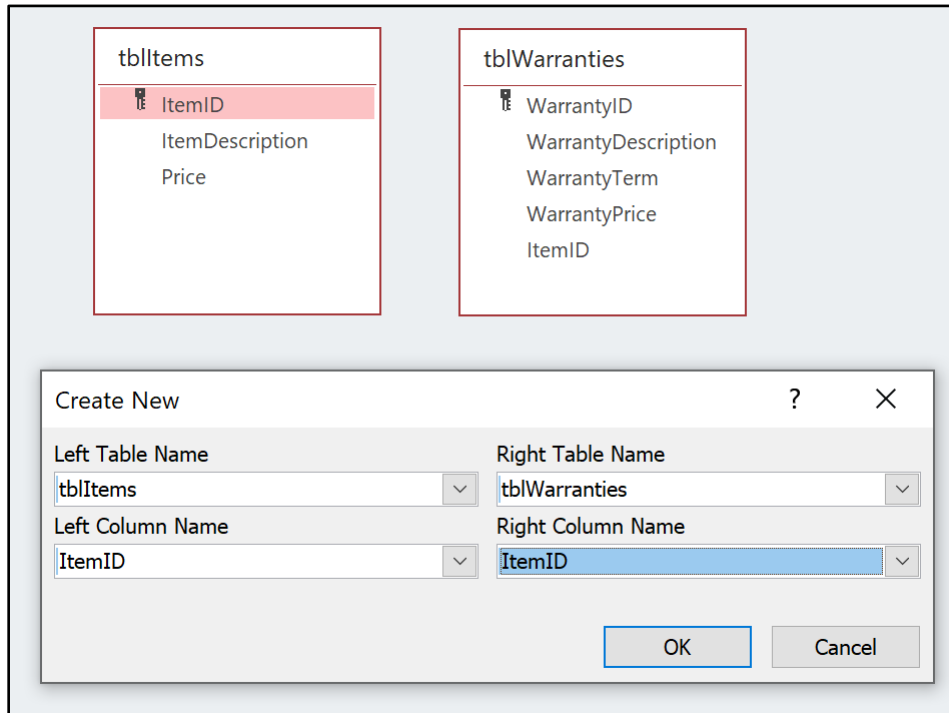 tblItems
ItemID
ItemDescription
Price
tblWarranties
WarrantyID
WarrantyDescription
WarrantyTerm
WarrantyPrice
ItemID
Create New ?
Left Table Name Right Table Name
tblItems tblWarranties
Left Column Name Right Column Name
ItemID ItemID
OK Cancel